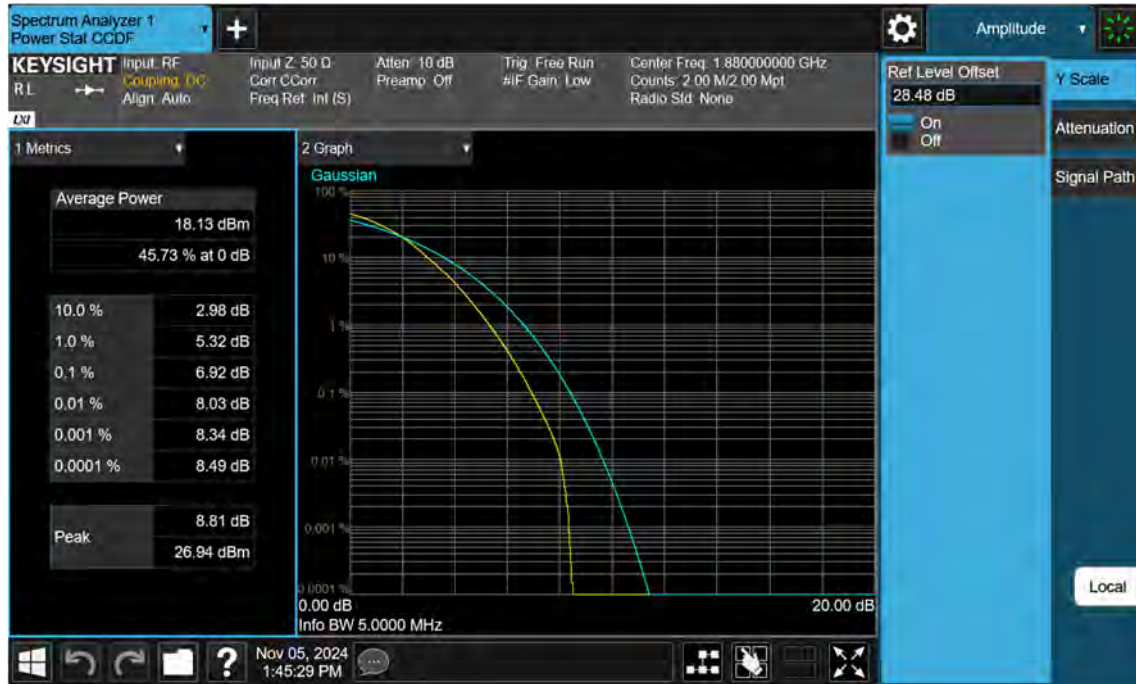 Spectrum Analyzer 1
Power Stat CCDF
Amplitude
KEYSIGHT
RL
LXI
Input: RF
Coupling: DC
Align: Auto
Input Z: 50 Ω
Corr CCorr
Freq Ref: Int (S)
Atten: 10 dB
Preamp: Off
Trig: Free Run
#IF Gain: Low
Center Freq: 1.880000000 GHz
Counts: 2.00 M/2.00 Mpt
Radio Std: None
Ref Level Offset
28.48 dB
On
Off
Y Scale
Attenuation
Signal Path
Local
1 Metrics
Average Power
18.13 dBm
45.73 % at 0 dB
10.0 % 2.98 dB
1.0 % 5.32 dB
0.1 % 6.92 dB
0.01 % 8.03 dB
0.001 % 8.34 dB
0.0001 % 8.49 dB
Peak 8.81 dB
26.94 dBm
2 Graph
Gaussian
100 %
10 %
1 %
0.1 %
0.01 %
0.001 %
0.0001 %
0.00 dB 20.00 dB
Info BW 5.0000 MHz
Nov 05, 2024
1:45:29 PM